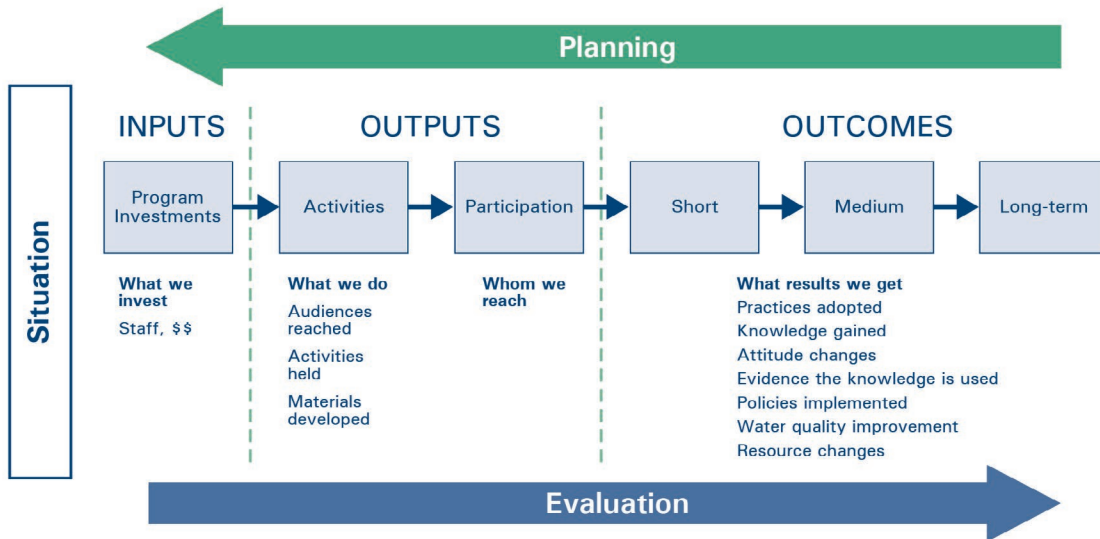 Planning
Situation
INPUTS
OUTPUTS
OUTCOMES
Program
Investments
Activities
Participation
Short
Medium
Long-term
What we
invest
Staff, $$
What we do
Audiences
reached
Activities
held
Materials
developed
Whom we
reach
What results we get
Practices adopted
Knowledge gained
Attitude changes
Evidence the knowledge is used
Policies implemented
Water quality improvement
Resource changes
Evaluation